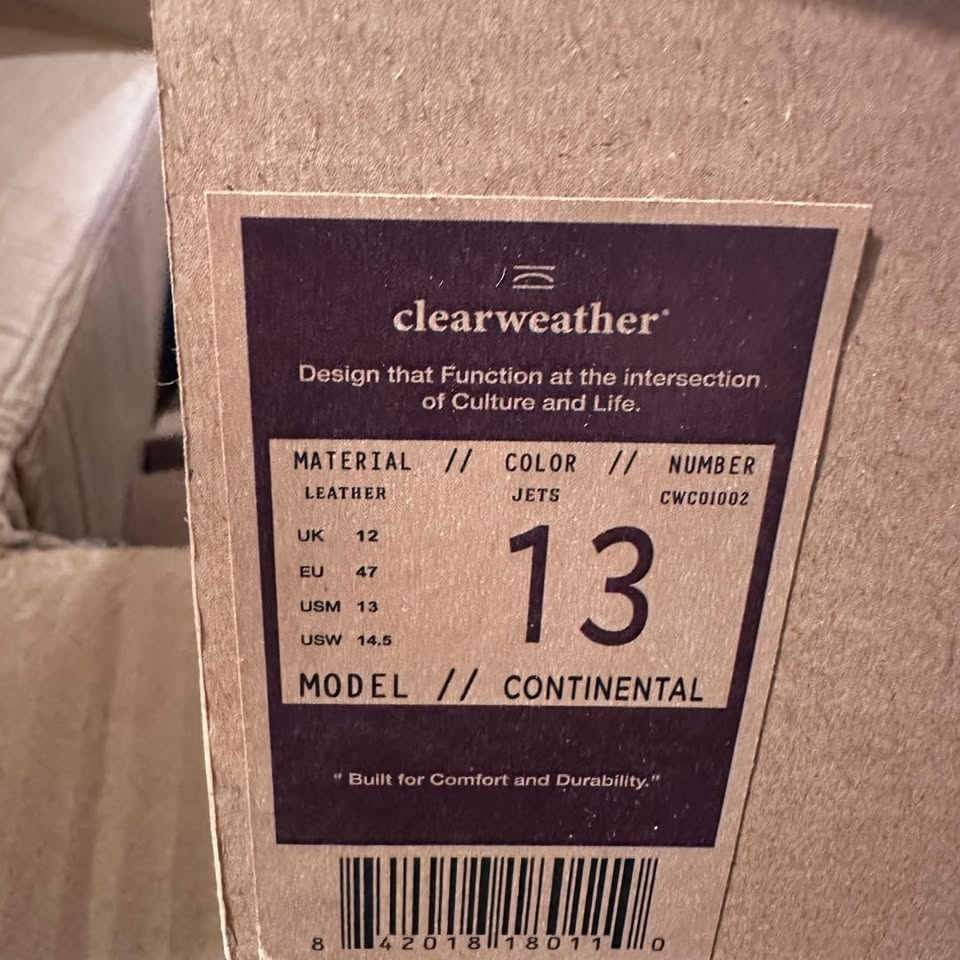 clearweather®
Design that Function at the intersection
of Culture and Life.
MATERIAL // COLOR // NUMBER
LEATHER JETS CWC01002
UK 12
EU 47
USM 13
USW 14.5
13
MODEL // CONTINENTAL
" Built for Comfort and Durability."
8 42018 18011 0